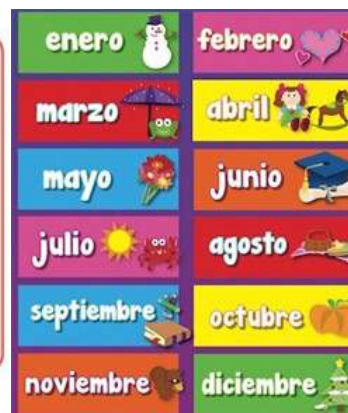 enero febrero
marzo abril
mayo junio
julio agosto
septiembre octubre
noviembre diciembre